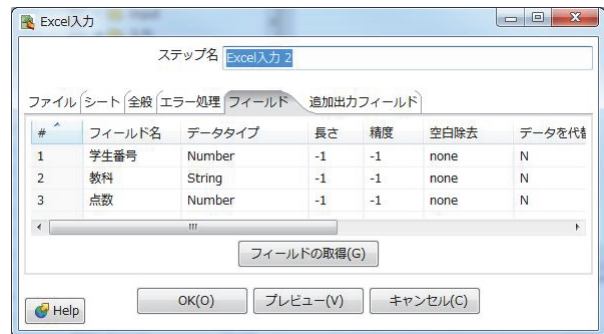 Excel入力
ステップ名 Excel入力 2
ファイル シート 全般 エラー処理 フィールド 追加出力フィールド
# フィールド名 データタイプ 長さ 精度 空白除去 データを代替
1 学生番号 Number -1 -1 none N
2 教科 String -1 -1 none N
3 点数 Number -1 -1 none N
フィールドの取得(G)
Help OK(O) プレビュー(V) キャンセル(C)